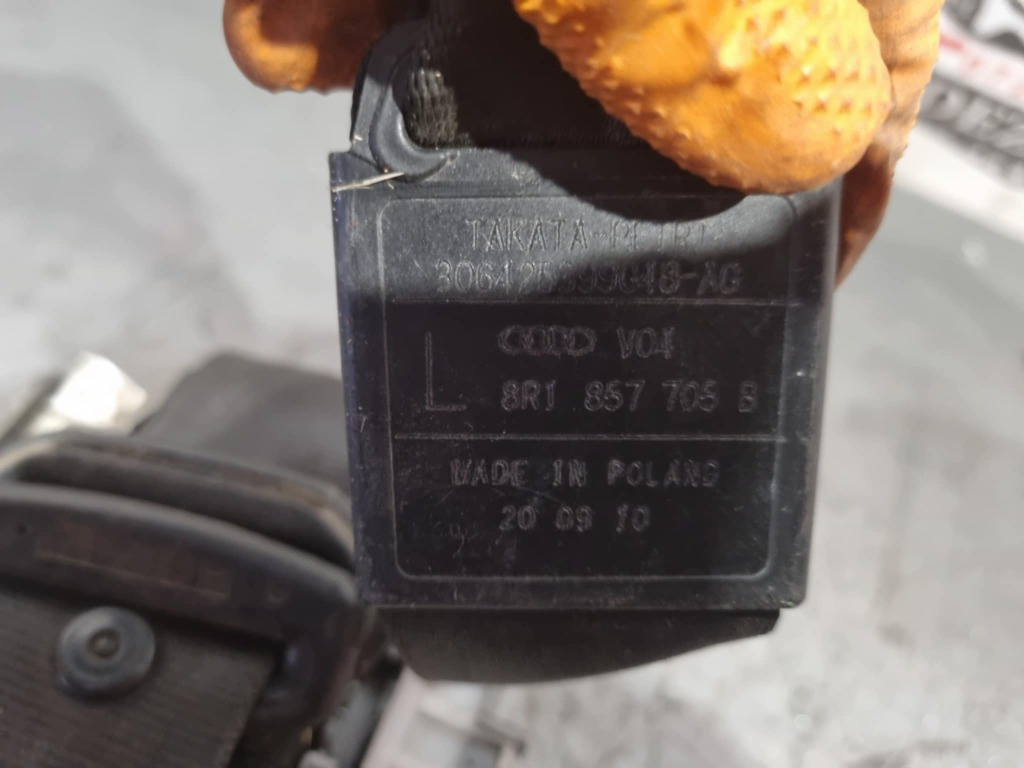 TAKATA-PETRI
L
V04
8R1 857 705 B
MADE IN POLAND
20 09 10